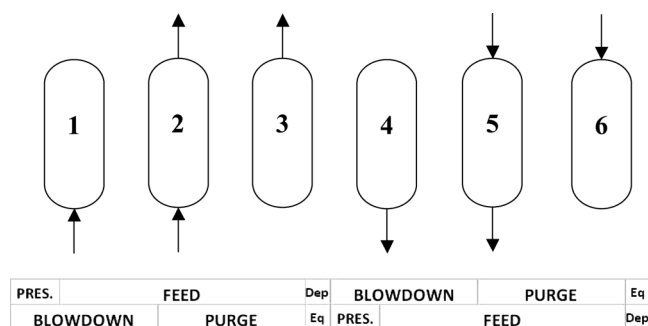 1 2 3 4 5 6
PRES. FEED Dep BLOWDOWN PURGE Eq
BLOWDOWN PURGE Eq PRES. FEED Dep